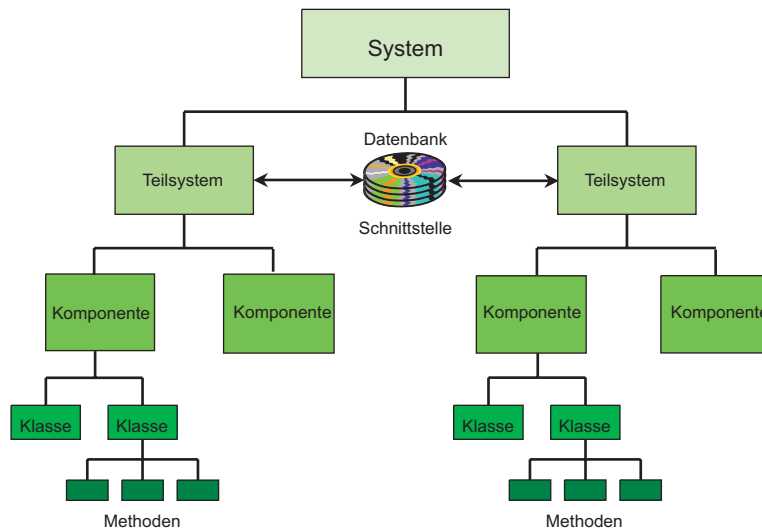 System
Datenbank
Teilsystem
Teilsystem
Schnittstelle
Komponente
Komponente
Komponente
Komponente
Klasse
Klasse
Klasse
Klasse
Methoden
Methoden